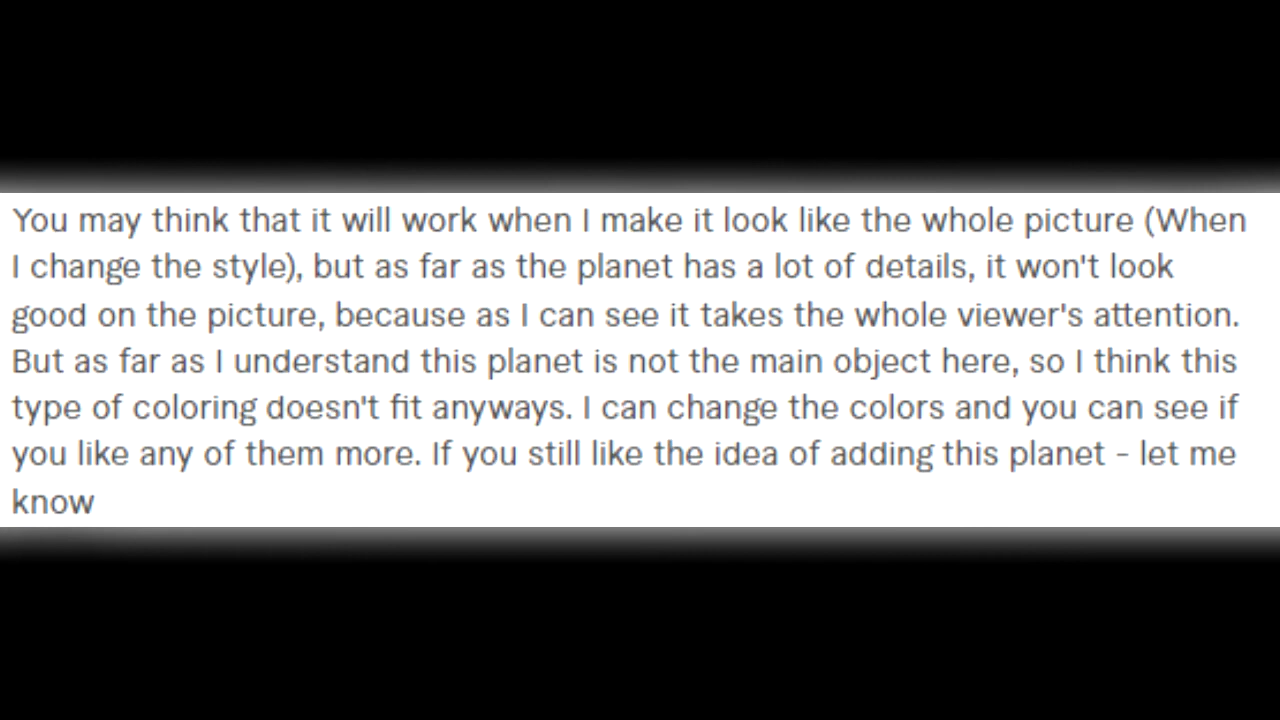 You may think that it will work when I make it look like the whole picture (When
I change the style), but as far as the planet has a lot of details, it won't look
good on the picture, because as I can see it takes the whole viewer's attention.
But as far as I understand this planet is not the main object here, so I think this
type of coloring doesn't fit anyways. I can change the colors and you can see if
you like any of them more. If you still like the idea of adding this planet - let me
know